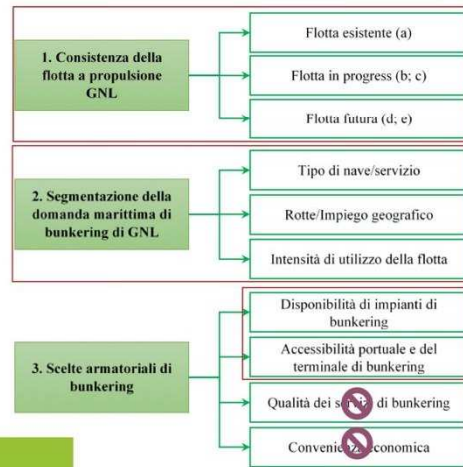 1. Consistenza della
flotta a propulsione
GNL
Flotta esistente (a)
Flotta in progress (b; c)
Flotta futura (d; e)
2. Segmentazione della
domanda marittima di
bunkering di GNL
Tipo di nave/servizio
Rotte/Impiego geografico
Intensità di utilizzo della flotta
3. Scelte armatoriali
di bunkering
Disponibilità di impianti di
bunkering
Accessibilità portuale e del
terminale di bunkering
Qualità dei servizi di bunkering
Convenienza economica